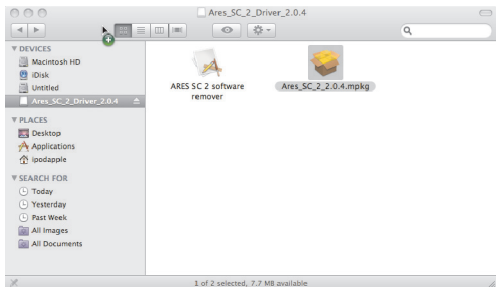 Ares_SC_2_Driver_2.0.4
DEVICES
Macintosh HD
iDisk
Untitled
Ares_SC_2_Driver_2.0.4
PLACES
Desktop
Applications
ipodapple
SEARCH FOR
Today
Yesterday
Past Week
All Images
All Documents
ARES SC 2 software
remover
Ares_SC_2_2.0.4.mpkg
1 of 2 selected, 7.7 MB available